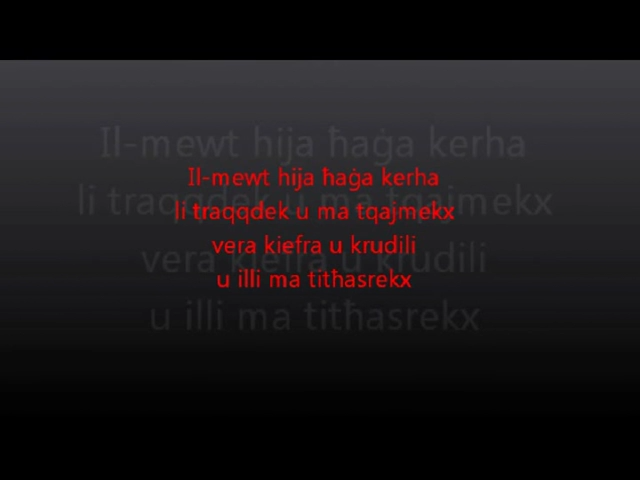 Il-mewt hija ħaġa kerha
li traqqdek u ma tqajmekx
vera kiefra u krudili
u illi ma titħasrekx